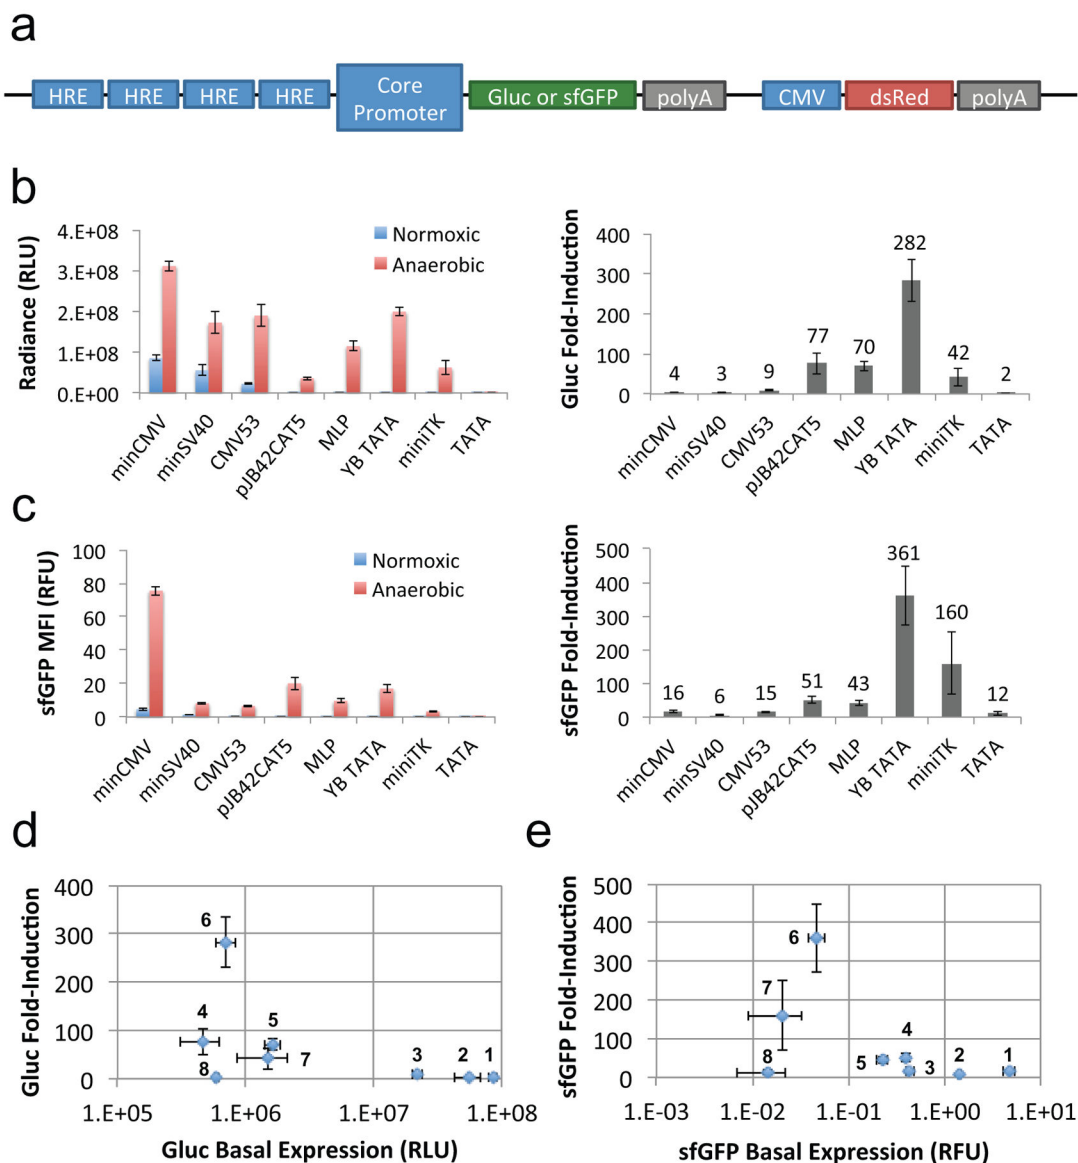 a
HRE HRE HRE HRE Core Promoter Gluc or sfGFP polyA CMV dsRed polyA
b
Radiance (RLU)
4.E+08
3.E+08
2.E+08
1.E+08
0.E+00
Normoxic
Anaerobic
minCMV minSV40 CMV53 pJB42CAT5 MLP YB TATA miniTK TATA
Gluc Fold-Induction
400
300
200
100
0
4 3 9 77 70 282 42 2
minCMV minSV40 CMV53 pJB42CAT5 MLP YB TATA miniTK TATA
c
sfGFP MFI (RFU)
100
80
60
40
20
0
Normoxic
Anaerobic
minCMV minSV40 CMV53 pJB42CAT5 MLP YB TATA miniTK TATA
sfGFP Fold-Induction
500
400
300
200
100
0
16 6 15 51 43 361 160 12
minCMV minSV40 CMV53 pJB42CAT5 MLP YB TATA miniTK TATA
d
Gluc Fold-Induction
400
300
200
100
0
6
4 5
8 7 3 2 1
1.E+05 1.E+06 1.E+07 1.E+08
Gluc Basal Expression (RLU)
e
sfGFP Fold-Induction
500
400
300
200
100
0
6
7
8 5 4 3 2 1
1.E-03 1.E-02 1.E-01 1.E+00 1.E+01
sfGFP Basal Expression (RFU)